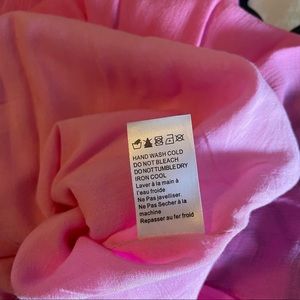 HAND WASH COLD
DO NOT BLEACH
DO NOT TUMBLE DRY
IRON COOL
Laver à la main à
l'eau froide
Ne Pas javelliser
Ne Pas Secher à la
machine
Repasser au fer froid